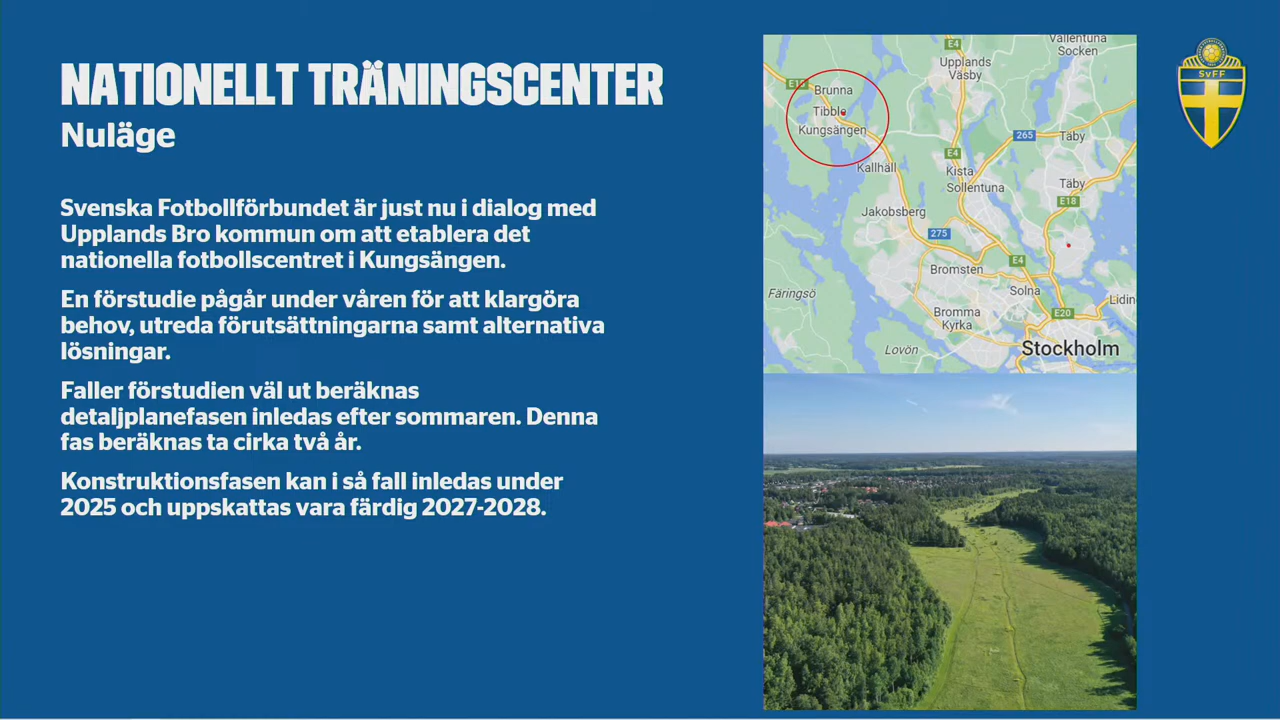 NATIONELLT TRÄNINGSCENTER
Nuläge
Svenska Fotbollförbundet är just nu i dialog med
Upplands Bro kommun om att etablera det
nationella fotbollscentret i Kungsängen.
En förstudie pågår under våren för att klargöra
behov, utreda förutsättningarna samt alternativa
lösningar.
Faller förstudien väl ut beräknas
detaljplanefasen inledas efter sommaren. Denna
fas beräknas ta cirka två år.
Konstruktionsfasen kan i så fall inledas under
2025 och uppskattas vara färdig 2027-2028.
Vallentuna
Socken
E4
Upplands
Väsby
E18
Brunna
Tibble
Kungsängen
265
Täby
E4
Kallhäll
Kista
Sollentuna
Täby
E18
Jakobsberg
275
E4
Bromsten
Solna
Färingsö
Lidin
Bromma
Kyrka
E20
Lovön
Stockholm
SvFF